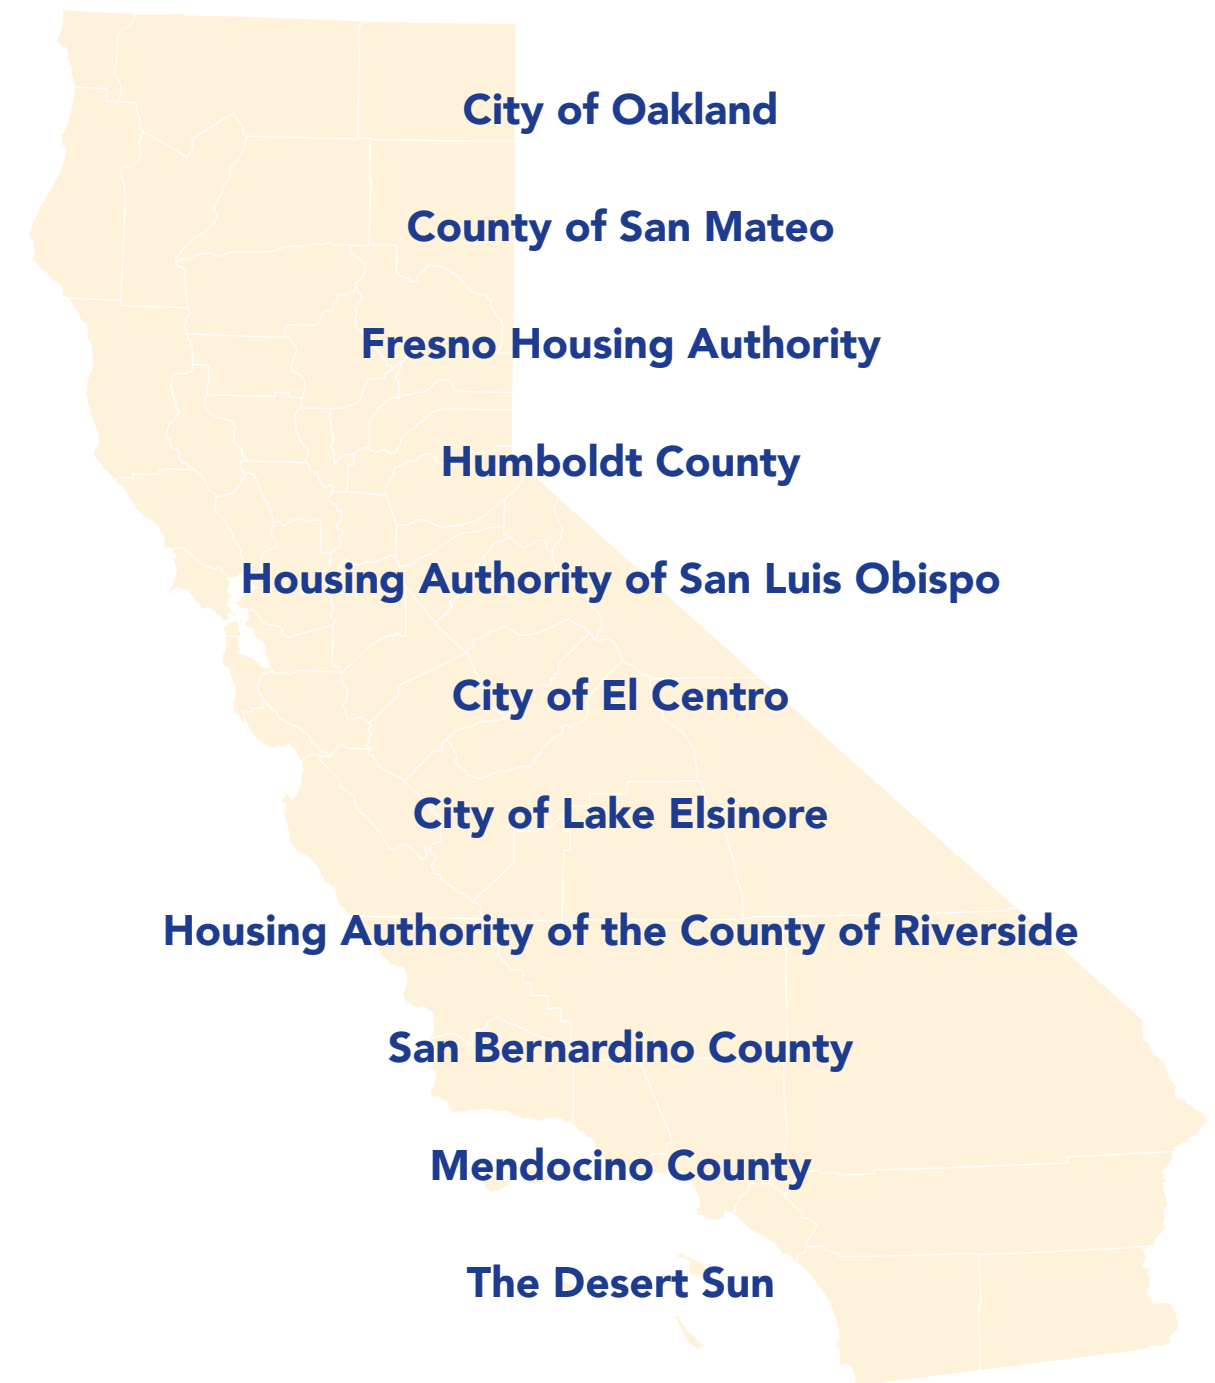 City of Oakland
County of San Mateo
Fresno Housing Authority
Humboldt County
Housing Authority of San Luis Obispo
City of El Centro
City of Lake Elsinore
Housing Authority of the County of Riverside
San Bernardino County
Mendocino County
The Desert Sun